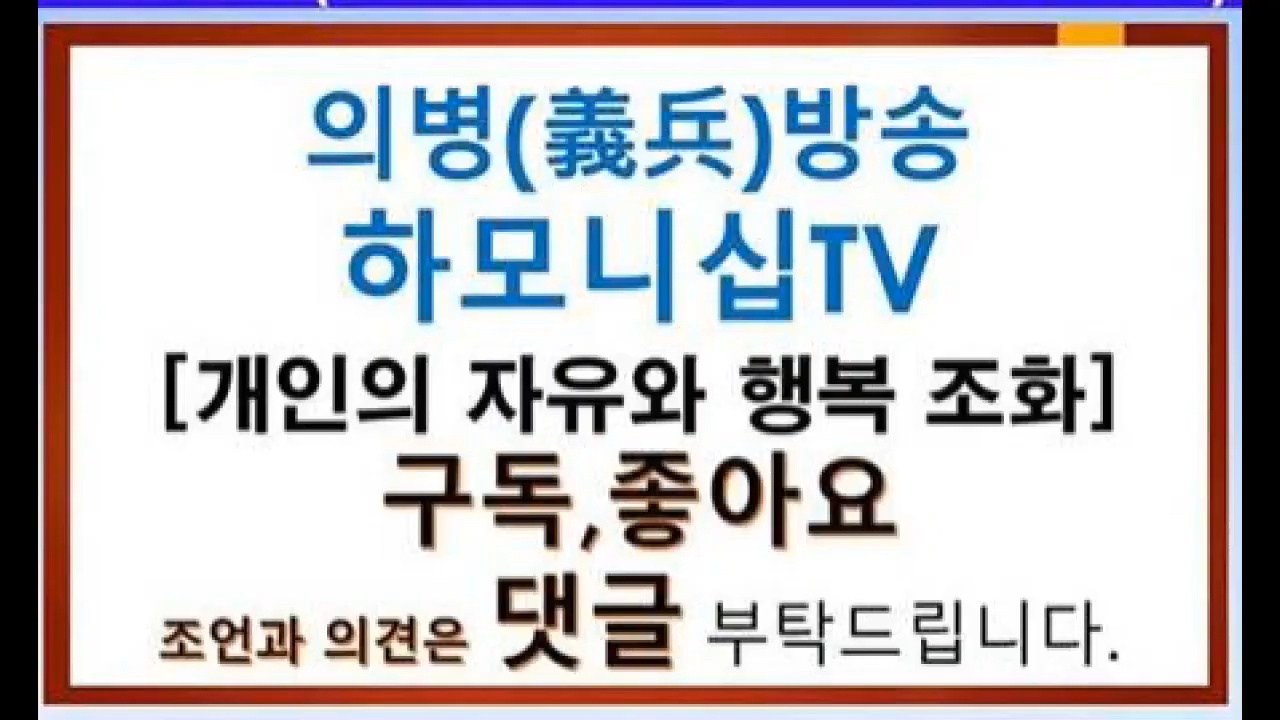 의병(義兵)방송
하모니십TV
[개인의 자유와 행복 조화]
구독,좋아요
조언과 의견은 댓글 부탁드립니다.